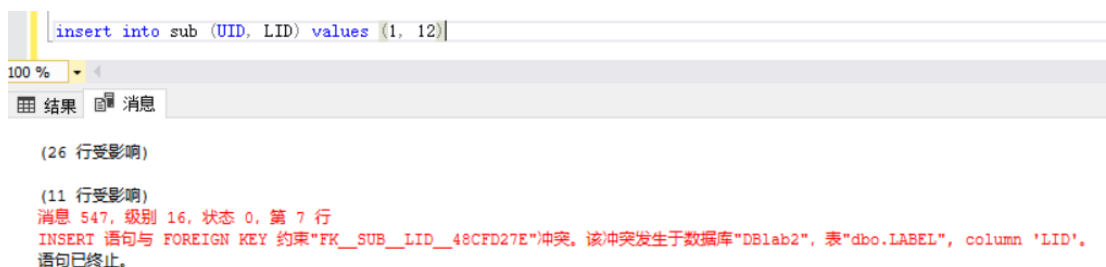 insert into sub (UID, LID) values (1, 12)
100 %
结果 消息
(26 行受影响)
(11 行受影响)
消息 547, 级别 16, 状态 0, 第 7 行
INSERT 语句与 FOREIGN KEY 约束"FK__SUB__LID__48CFD27E"冲突。该冲突发生于数据库"DBlab2", 表"dbo.LABEL", column 'LID'。
语句已终止。